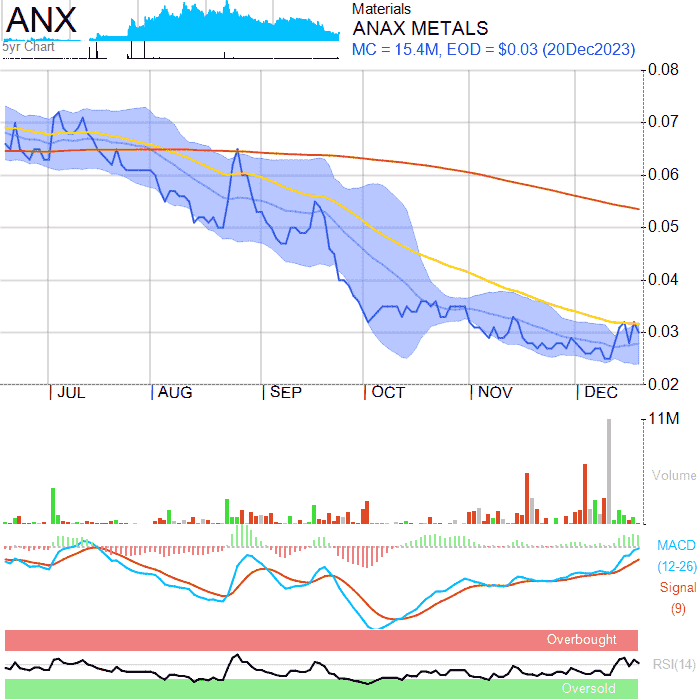 ANX
5yr Chart
Materials
ANAX METALS
MC = 15.4M, EOD = $0.03 (20Dec2023)
0.08
0.07
0.06
0.05
0.04
0.03
0.02
JUL AUG SEP OCT NOV DEC
11M
Volume
MACD
(12-26)
Signal
(9)
Overbought
RSI(14)
Oversold